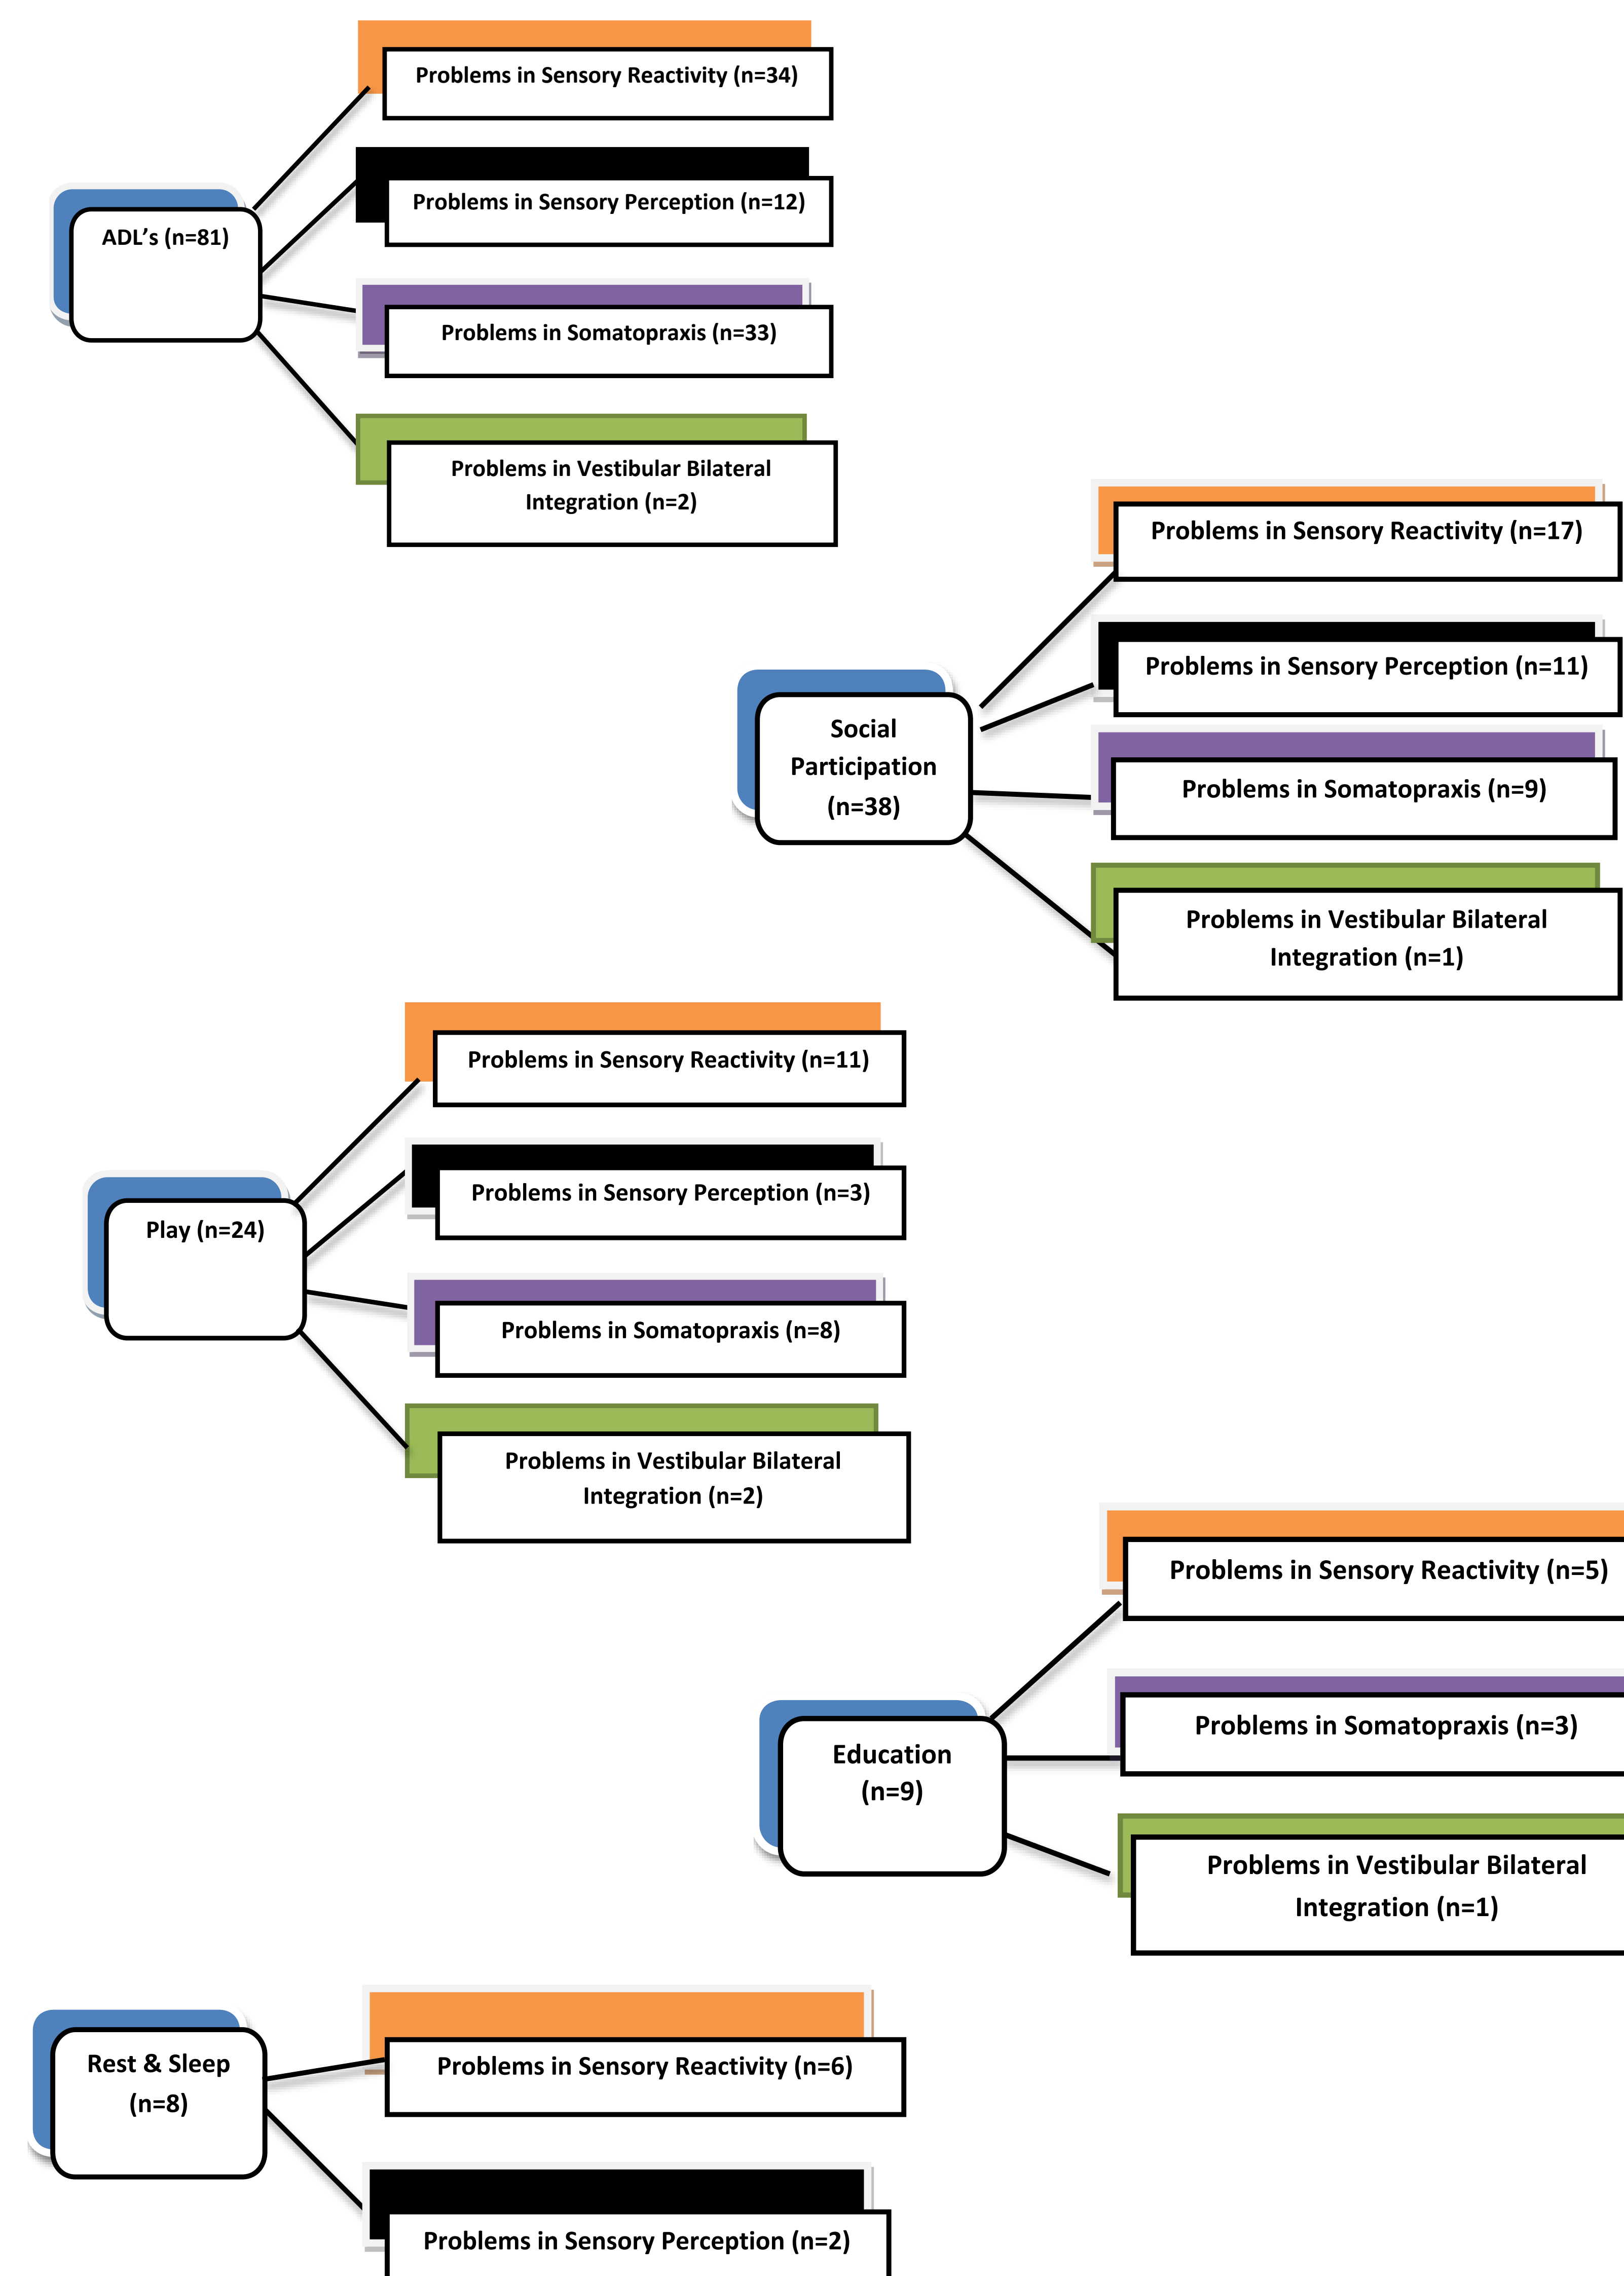 Problems in Sensory Reactivity (n=34)
Problems in Sensory Perception (n=12)
ADL’s (n=81)
Problems in Somatopraxis (n=33)
Problems in Vestibular Bilateral
Integration (n=2)
Problems in Sensory Reactivity (n=17)
Problems in Sensory Perception (n=11)
Social
Participation
(n=38)
Problems in Somatopraxis (n=9)
Problems in Vestibular Bilateral
Integration (n=1)
Problems in Sensory Reactivity (n=11)
Problems in Sensory Perception (n=3)
Play (n=24)
Problems in Somatopraxis (n=8)
Problems in Vestibular Bilateral
Integration (n=2)
Problems in Sensory Reactivity (n=5)
Problems in Somatopraxis (n=3)
Education
(n=9)
Problems in Vestibular Bilateral
Integration (n=1)
Rest & Sleep
(n=8)
Problems in Sensory Reactivity (n=6)
Problems in Sensory Perception (n=2)